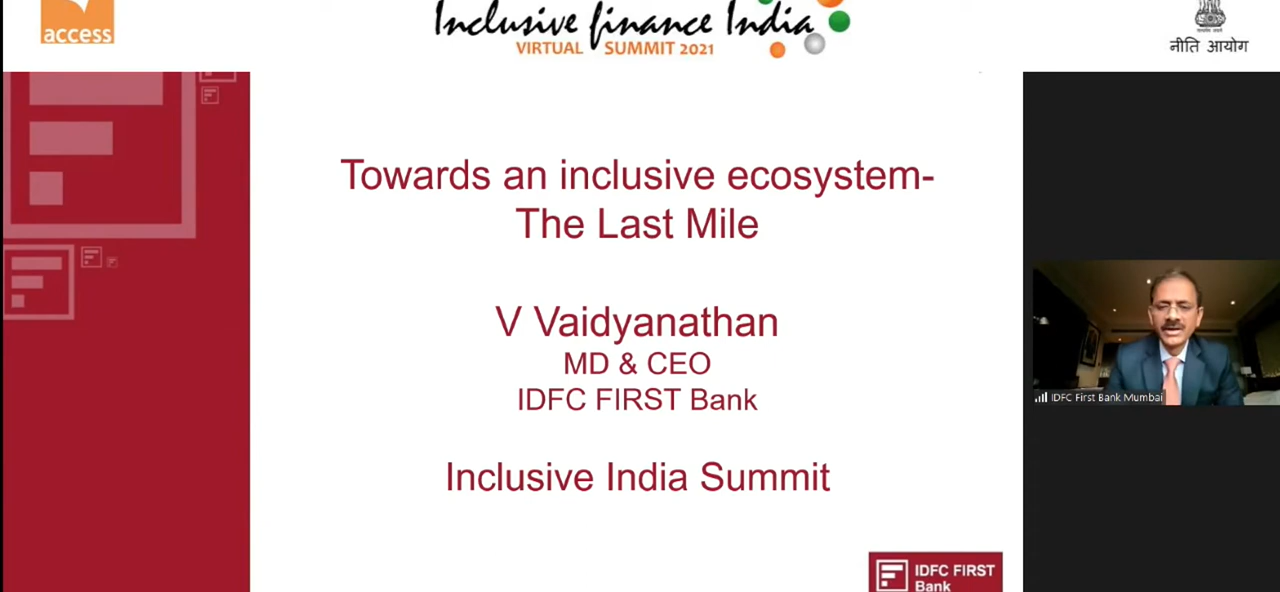 access
Inclusive finance India
VIRTUAL SUMMIT 2021
नीति आयोग
Towards an inclusive ecosystem-
The Last Mile
V Vaidyanathan
MD & CEO
IDFC FIRST Bank
Inclusive India Summit
IDFC First Bank Mumbai
IDFC FIRST
Bank